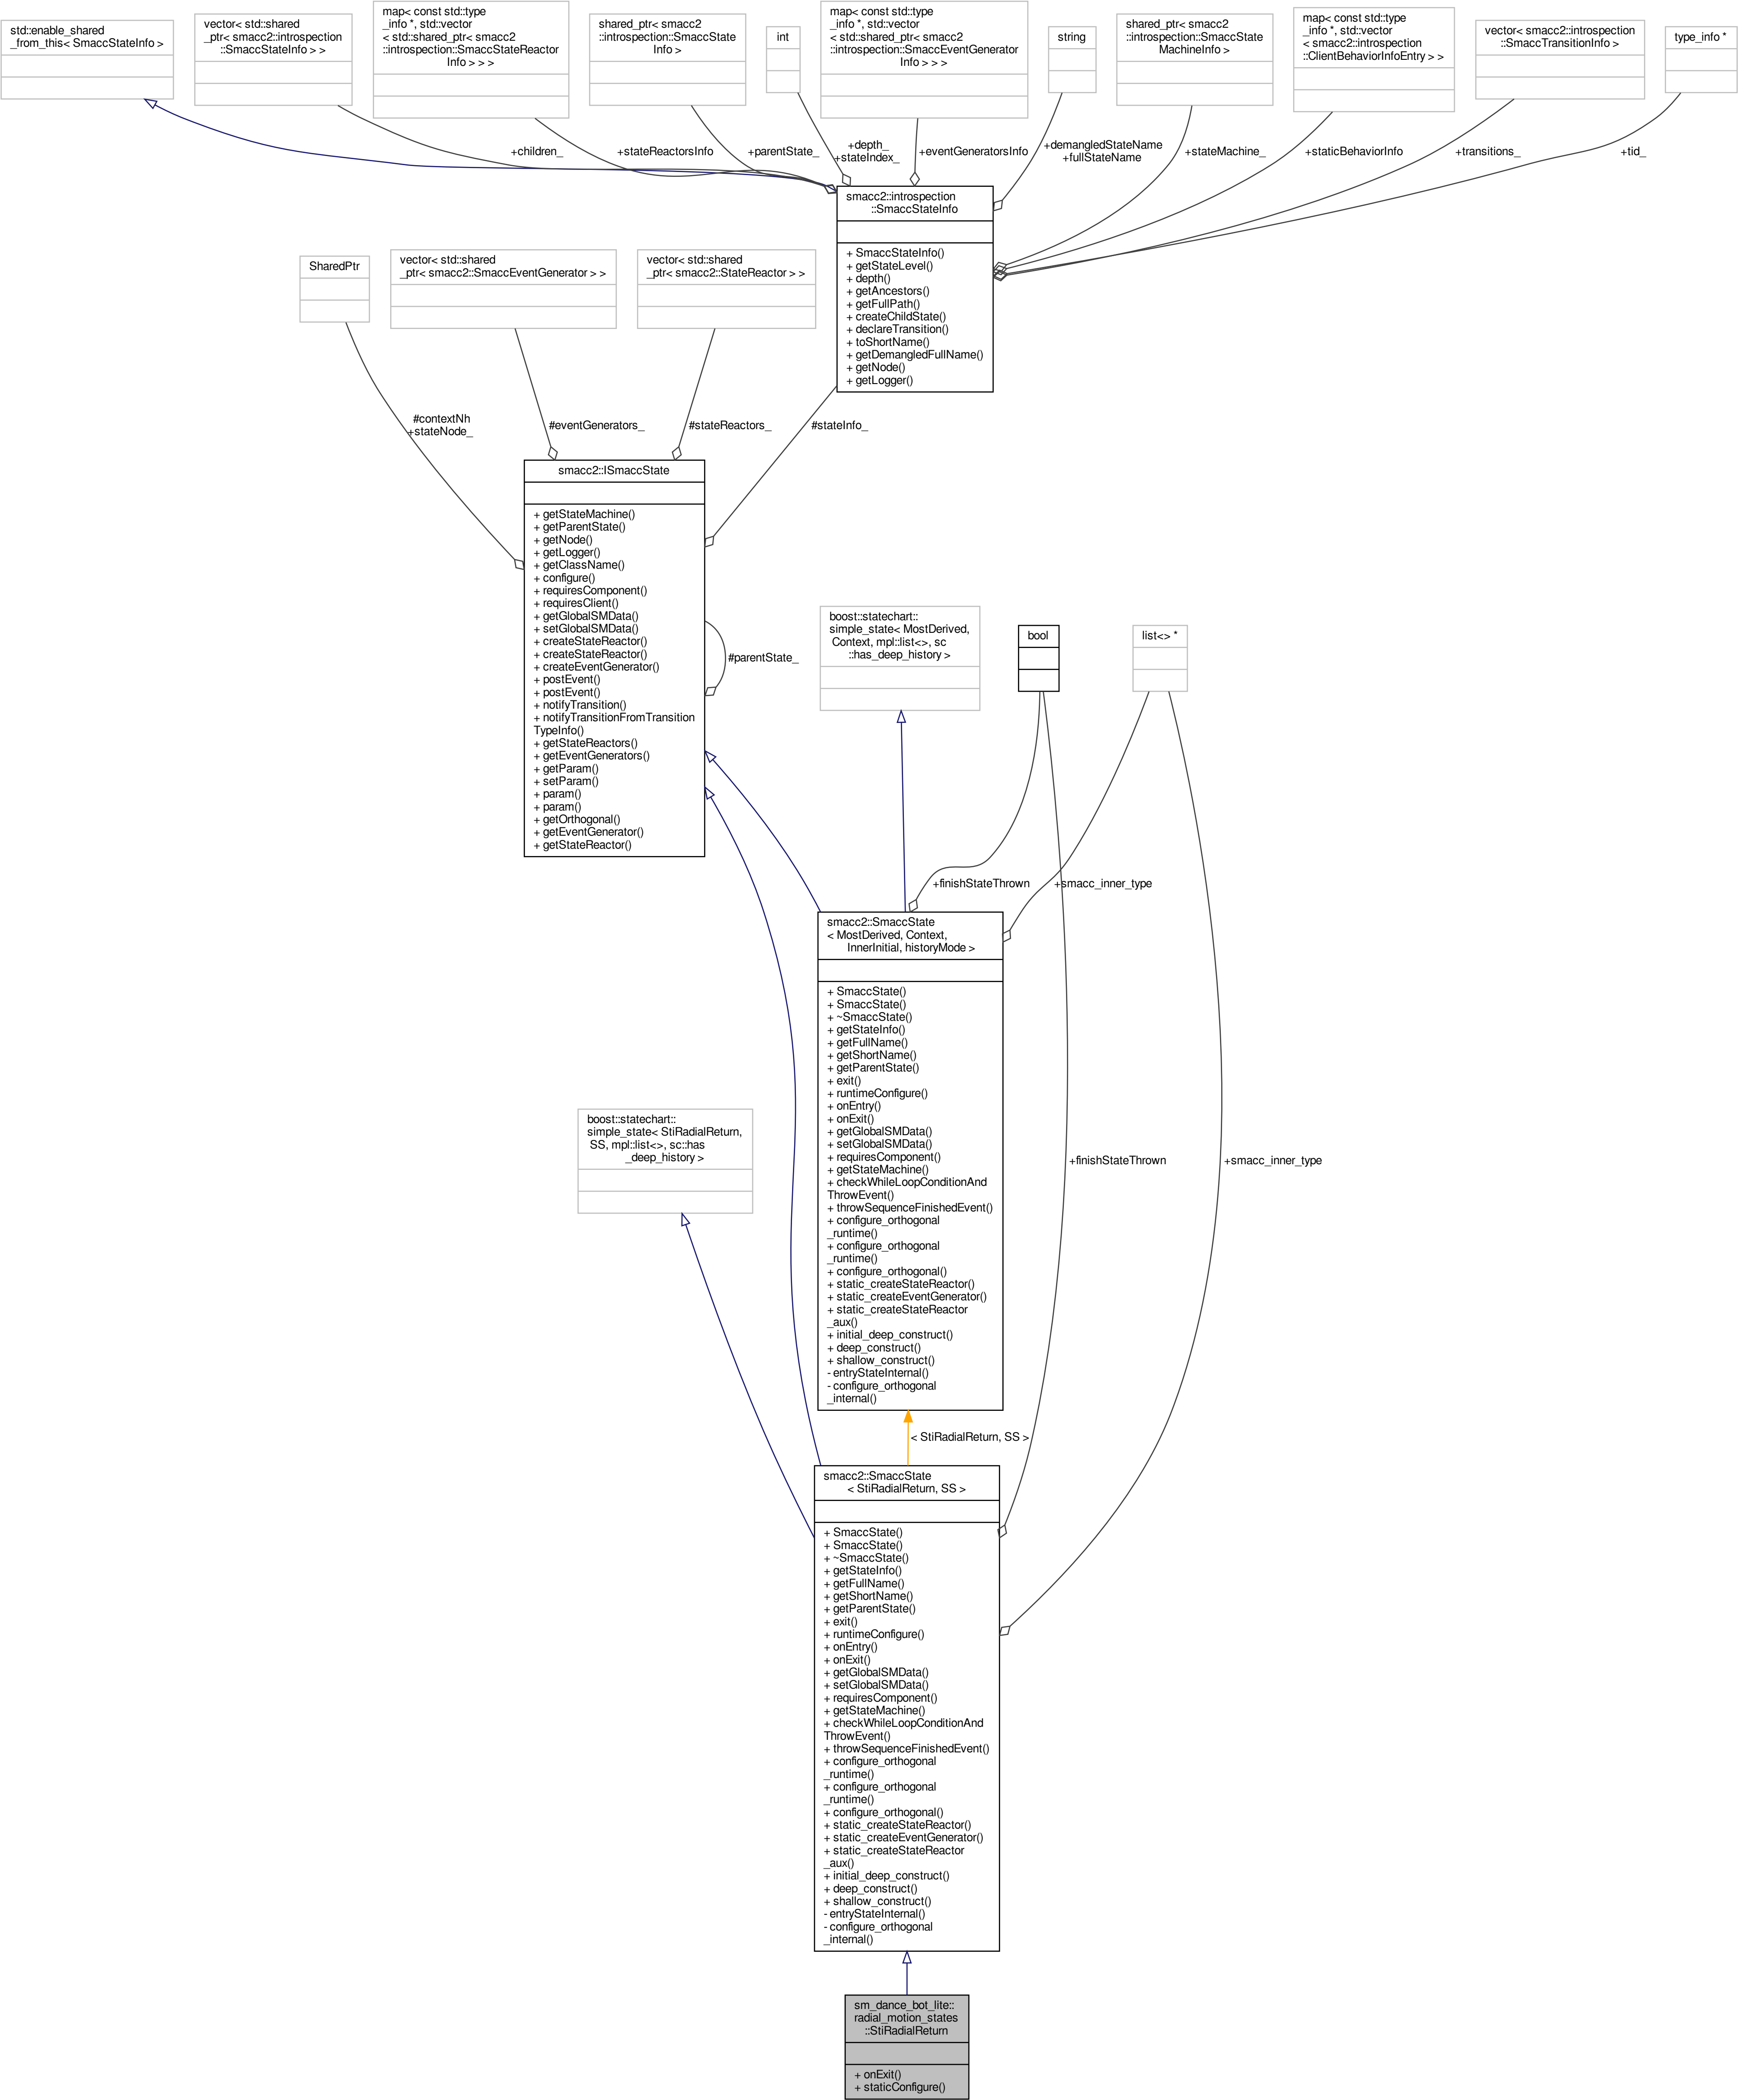 std::enable_shared
_from_this< SmaccStateInfo >
vector< std::shared
_ptr< smacc2::introspection
::SmaccStateInfo > >
map< const std::type
_info *, std::vector
< std::shared_ptr< smacc2
::introspection::SmaccStateReactor
Info > > >
shared_ptr< smacc2
::introspection::SmaccState
Info >
int
map< const std::type
_info *, std::vector
< std::shared_ptr< smacc2
::introspection::SmaccEventGenerator
Info > > >
string
shared_ptr< smacc2
::introspection::SmaccState
MachineInfo >
map< const std::type
_info *, std::vector
< smacc2::introspection
::ClientBehaviorInfoEntry > >
vector< smacc2::introspection
::SmaccTransitionInfo >
type_info *
+children_
+stateReactorsInfo
+parentState_
+depth_
+stateIndex_
+eventGeneratorsInfo
+demangledStateName
+fullStateName
+stateMachine_
+staticBehaviorInfo
+transitions_
+tid_
smacc2::introspection
::SmaccStateInfo
+ SmaccStateInfo()
+ getStateLevel()
+ depth()
+ getAncestors()
+ getFullPath()
+ createChildState()
+ declareTransition()
+ toShortName()
+ getDemangledFullName()
+ getNode()
+ getLogger()
SharedPtr
vector< std::shared
_ptr< smacc2::SmaccEventGenerator > >
vector< std::shared
_ptr< smacc2::StateReactor > >
#contextNh
+stateNode_
#eventGenerators_
#stateReactors_
#stateInfo_
smacc2::ISmaccState
+ getStateMachine()
+ getParentState()
+ getNode()
+ getLogger()
+ getClassName()
+ configure()
+ requiresComponent()
+ requiresClient()
+ getGlobalSMData()
+ setGlobalSMData()
+ createStateReactor()
+ createStateReactor()
+ createEventGenerator()
+ postEvent()
+ postEvent()
+ notifyTransition()
+ notifyTransitionFromTransition
TypeInfo()
+ getStateReactors()
+ getEventGenerators()
+ getParam()
+ setParam()
+ param()
+ param()
+ getOrthogonal()
+ getEventGenerator()
+ getStateReactor()
#parentState_
boost::statechart::
simple_state< MostDerived,
Context, mpl::list<>, sc
::has_deep_history >
bool
list<> *
+finishStateThrown
+smacc_inner_type
smacc2::SmaccState
< MostDerived, Context,
InnerInitial, historyMode >
+ SmaccState()
+ SmaccState()
+ ~SmaccState()
+ getStateInfo()
+ getFullName()
+ getShortName()
+ getParentState()
+ exit()
+ runtimeConfigure()
+ onEntry()
+ onExit()
+ getGlobalSMData()
+ setGlobalSMData()
+ requiresComponent()
+ getStateMachine()
+ checkWhileLoopConditionAnd
ThrowEvent()
+ throwSequenceFinishedEvent()
+ configure_orthogonal
_runtime()
+ configure_orthogonal
_runtime()
+ configure_orthogonal()
+ static_createStateReactor()
+ static_createEventGenerator()
+ static_createStateReactor
_aux()
+ initial_deep_construct()
+ deep_construct()
+ shallow_construct()
- entryStateInternal()
- configure_orthogonal
_internal()
boost::statechart::
simple_state< StiRadialReturn,
SS, mpl::list<>, sc::has
_deep_history >
+finishStateThrown
+smacc_inner_type
< StiRadialReturn, SS >
smacc2::SmaccState
< StiRadialReturn, SS >
+ SmaccState()
+ SmaccState()
+ ~SmaccState()
+ getStateInfo()
+ getFullName()
+ getShortName()
+ getParentState()
+ exit()
+ runtimeConfigure()
+ onEntry()
+ onExit()
+ getGlobalSMData()
+ setGlobalSMData()
+ requiresComponent()
+ getStateMachine()
+ checkWhileLoopConditionAnd
ThrowEvent()
+ throwSequenceFinishedEvent()
+ configure_orthogonal
_runtime()
+ configure_orthogonal
_runtime()
+ configure_orthogonal()
+ static_createStateReactor()
+ static_createEventGenerator()
+ static_createStateReactor
_aux()
+ initial_deep_construct()
+ deep_construct()
+ shallow_construct()
- entryStateInternal()
- configure_orthogonal
_internal()
sm_dance_bot_lite::
radial_motion_states
::StiRadialReturn
+ onExit()
+ staticConfigure()